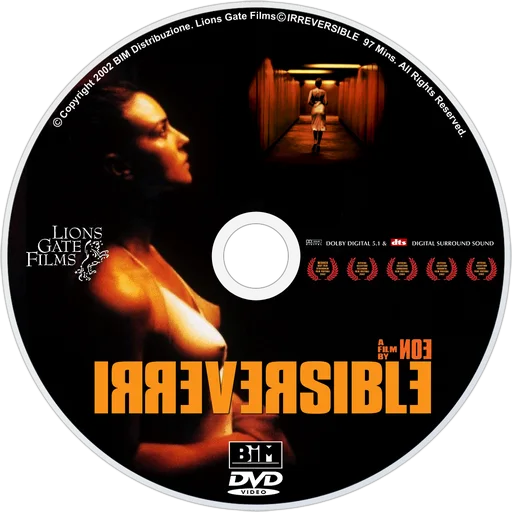 © Copyright 2002 BIM Distribuzione. Lions Gate Films© IRREVERSIBLE 97 Mins. All Rights Reserved.
LIONS
GATE
FILMS
DOLBY DIGITAL 5.1 & dts DIGITAL SURROUND SOUND
A
FILM
BY
NOE
IRREVERSIBLE
BiM
DVD
VIDEO